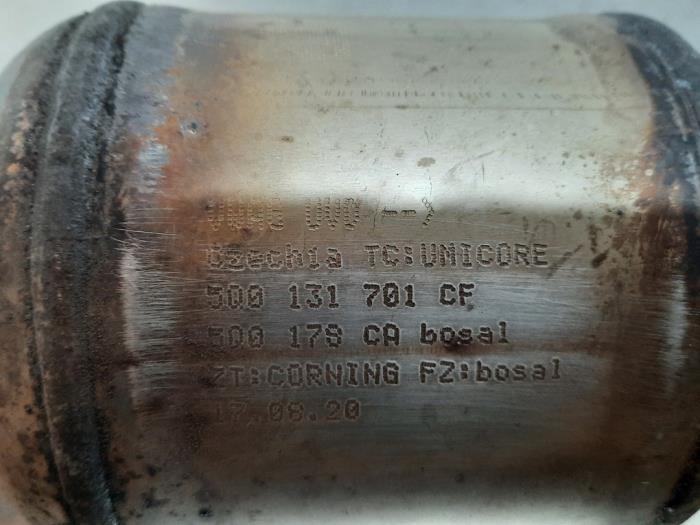 -->
Czechia TC:UMICORE
5Q0 131 701 CF
5Q0 178 CA bosal
ZT:CORNING FZ:bosal
17.08.20